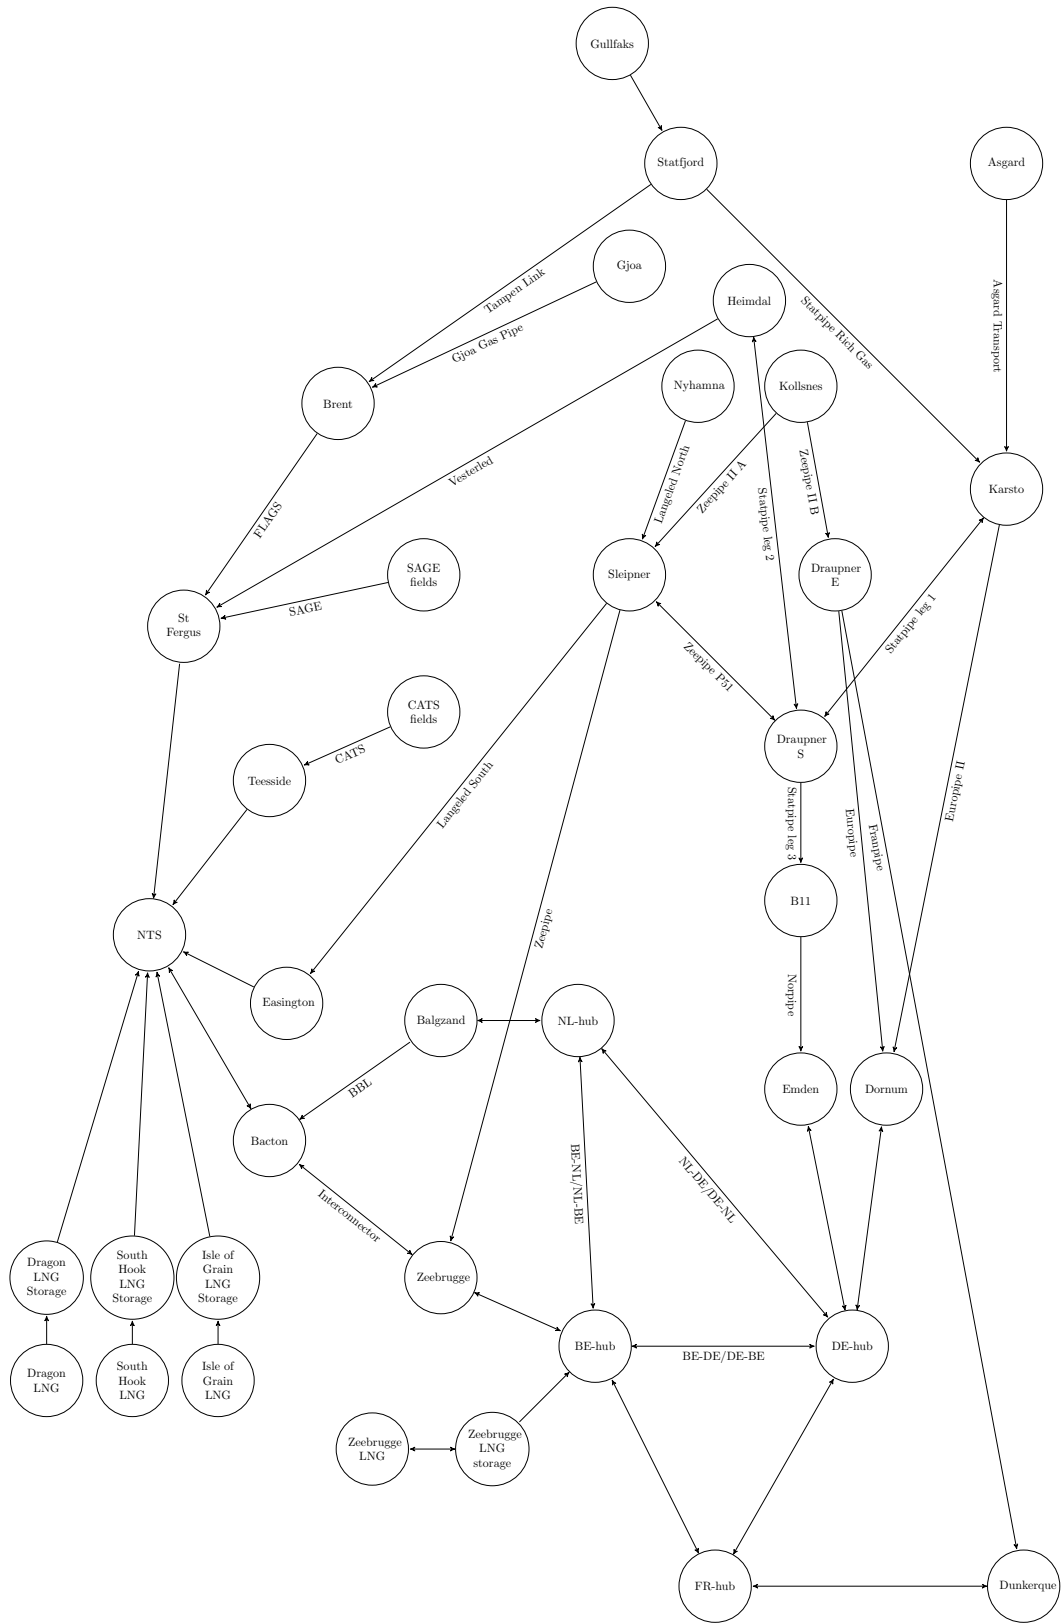 Gullfaks
Statfjord
Asgard
Gjoa
Tampen Link
Heimdal
Asgard Transport
Statpipe Rich Gas
Gjoa Gas Pipe
Nyhamna
Kollsnes
Brent
Vesterled
Langeled North
Zeepipe II A
Zeepipe II B
Karsto
FLAGS
Statpipe leg 2
SAGE
fields
Sleipner
Draupner
E
SAGE
St
Fergus
Statpipe leg 1
Zeepipe P51
CATS
fields
Draupner
S
CATS
Teesside
Langeled South
Statpipe leg 3
Europipe
Franpipe
Europipe II
B11
NTS
Zeepipe
Easington
Norpipe
Balgzand
NL-hub
BBL
Emden
Dornum
Bacton
BE-NL/NL-BE
NL-DE/DE-NL
Interconnector
Dragon
LNG
Storage
South
Hook
LNG
Storage
Isle of
Grain
LNG
Storage
Zeebrugge
BE-hub
BE-DE/DE-BE
DE-hub
Dragon
LNG
South
Hook
LNG
Isle of
Grain
LNG
Zeebrugge
LNG
Zeebrugge
LNG
storage
FR-hub
Dunkerque